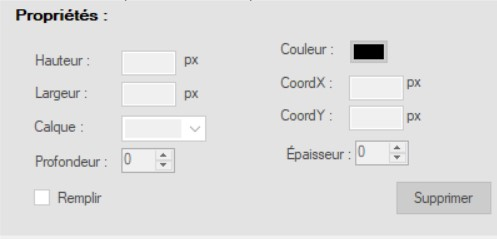 Propriétés :
Hauteur : px
Largeur : px
Calque :
Profondeur : 0
Remplir
Couleur :
CoordX : px
CoordY : px
Épaisseur : 0
Supprimer